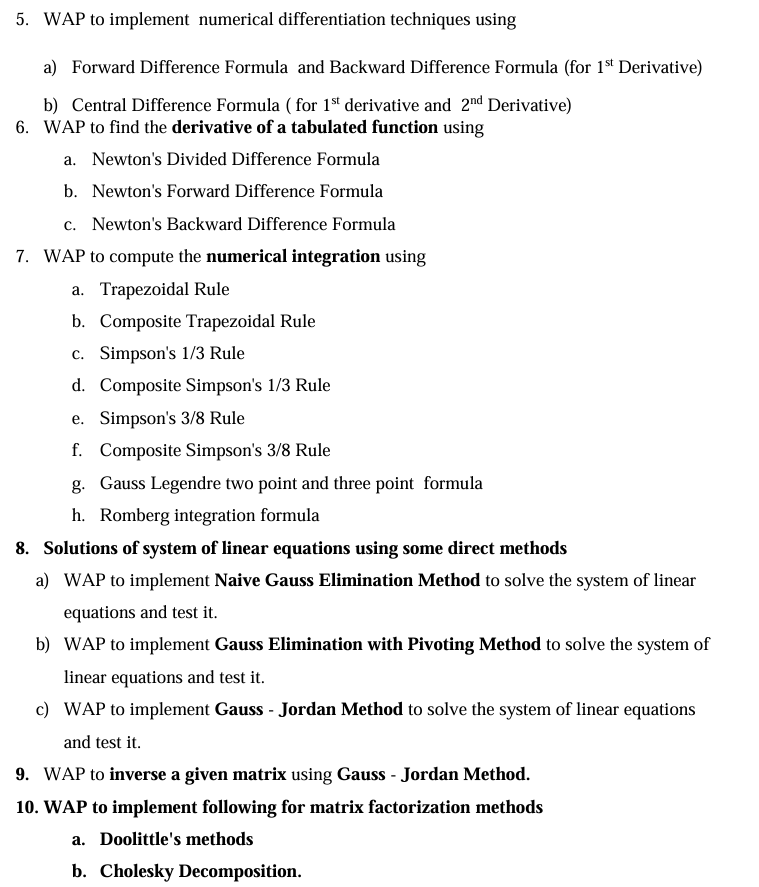 5. WAP to implement numerical differentiation techniques using
a) Forward Difference Formula and Backward Difference Formula (for 1st Derivative)
b) Central Difference Formula ( for 1st derivative and 2nd Derivative)
6. WAP to find the derivative of a tabulated function using
a. Newton's Divided Difference Formula
b. Newton's Forward Difference Formula
c. Newton's Backward Difference Formula
7. WAP to compute the numerical integration using
a. Trapezoidal Rule
b. Composite Trapezoidal Rule
c. Simpson's 1/3 Rule
d. Composite Simpson's 1/3 Rule
e. Simpson's 3/8 Rule
f. Composite Simpson's 3/8 Rule
g. Gauss Legendre two point and three point formula
h. Romberg integration formula
8. Solutions of system of linear equations using some direct methods
a) WAP to implement Naive Gauss Elimination Method to solve the system of linear
equations and test it.
b) WAP to implement Gauss Elimination with Pivoting Method to solve the system of
linear equations and test it.
c) WAP to implement Gauss - Jordan Method to solve the system of linear equations
and test it.
9. WAP to inverse a given matrix using Gauss - Jordan Method.
10. WAP to implement following for matrix factorization methods
a. Doolittle's methods
b. Cholesky Decomposition.